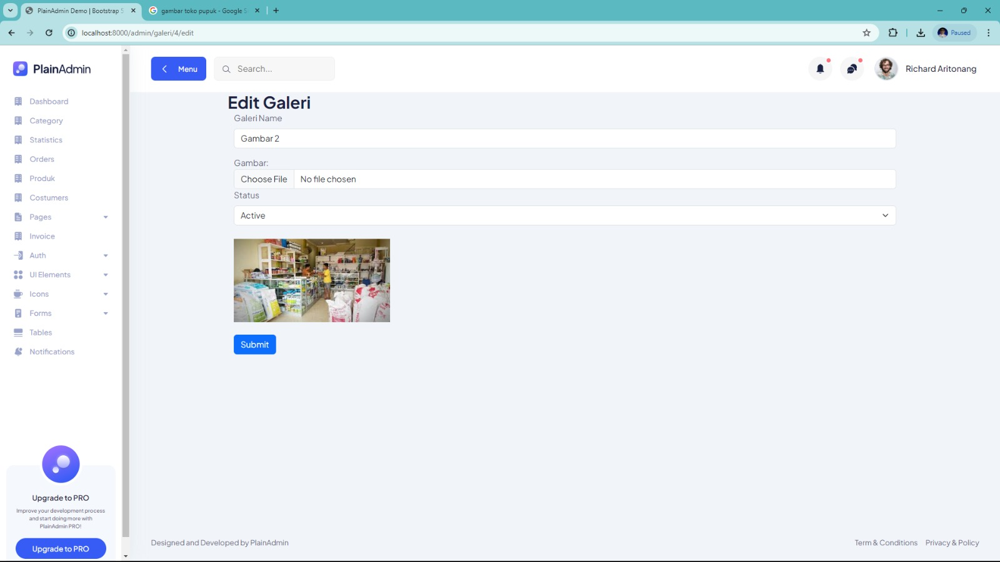 PlainAdmin Demo | Bootstrap 5
gambar toko pupuk - Google S
localhost:8000/admin/galeri/4/edit
Paused
PlainAdmin
Menu
Search...
Richard Aritonang
Dashboard
Category
Statistics
Orders
Produk
Costumers
Pages
Invoice
Auth
UI Elements
Icons
Forms
Tables
Notifications
Edit Galeri
Galeri Name
Gambar 2
Gambar:
Choose File No file chosen
Status
Active
Submit
Upgrade to PRO
Improve your development process
and start doing more with
PlainAdmin PRO!
Upgrade to PRO
Designed and Developed by PlainAdmin
Term & Conditions Privacy & Policy